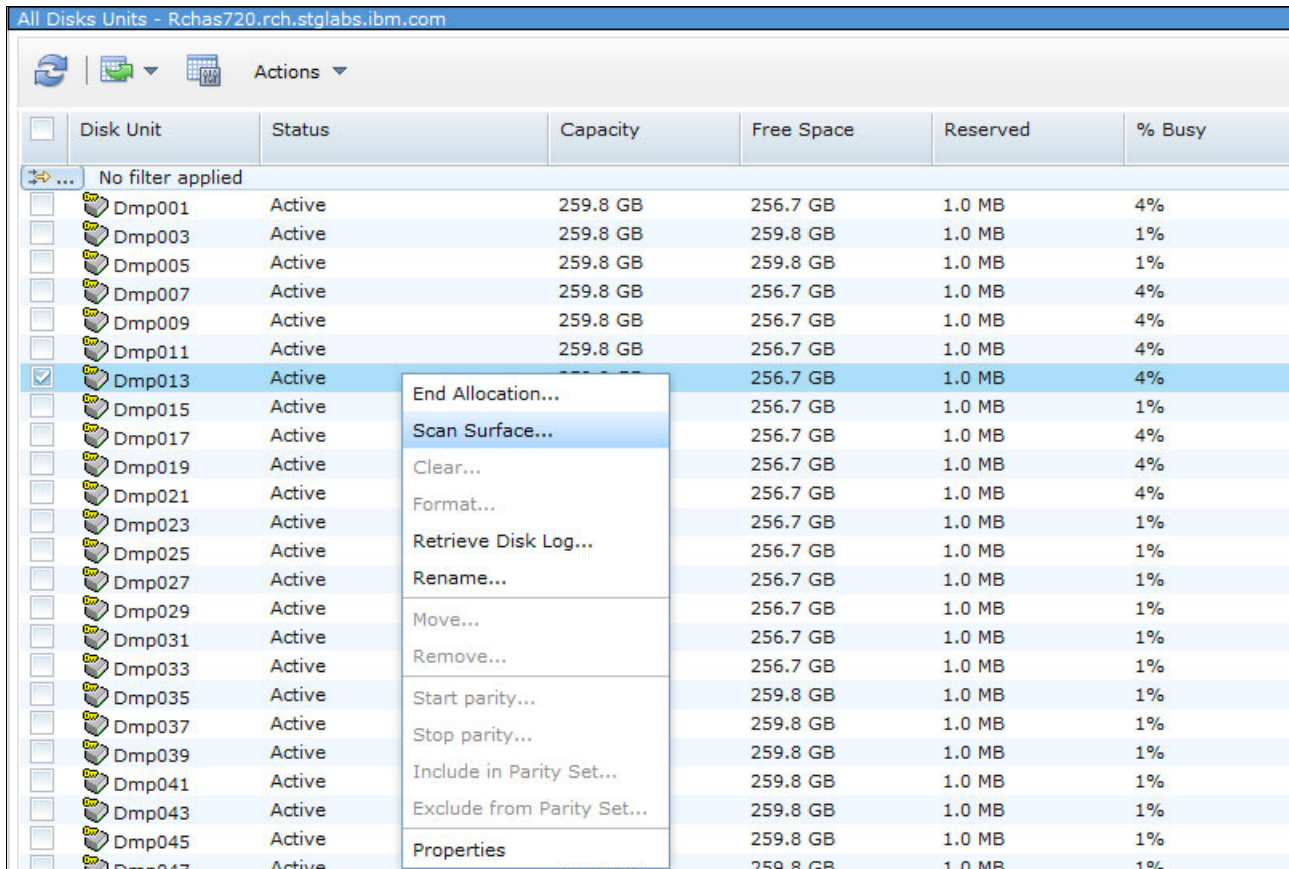 All Disks Units - Rchas720.rch.stglabs.ibm.com
Actions
Disk Unit Status Capacity Free Space Reserved % Busy
... No filter applied
Dmp001 Active 259.8 GB 256.7 GB 1.0 MB 4%
Dmp003 Active 259.8 GB 259.8 GB 1.0 MB 1%
Dmp005 Active 259.8 GB 259.8 GB 1.0 MB 1%
Dmp007 Active 259.8 GB 256.7 GB 1.0 MB 4%
Dmp009 Active 259.8 GB 256.7 GB 1.0 MB 4%
Dmp011 Active 259.8 GB 256.7 GB 1.0 MB 4%
Dmp013 Active 256.7 GB 1.0 MB 4%
End Allocation...
Dmp015 Active 256.7 GB 1.0 MB 1%
Scan Surface...
Dmp017 Active 256.7 GB 1.0 MB 4%
Clear...
Dmp019 Active 256.7 GB 1.0 MB 4%
Dmp021 Active 256.7 GB 1.0 MB 4%
Format...
Dmp023 Active 256.7 GB 1.0 MB 1%
Retrieve Disk Log...
Dmp025 Active 256.7 GB 1.0 MB 1%
Rename...
Dmp027 Active 256.7 GB 1.0 MB 1%
Dmp029 Active 256.7 GB 1.0 MB 1%
Move...
Dmp031 Active 256.7 GB 1.0 MB 1%
Remove...
Dmp033 Active 256.7 GB 1.0 MB 1%
Dmp035 Active 259.8 GB 1.0 MB 1%
Start parity...
Dmp037 Active 259.8 GB 1.0 MB 1%
Stop parity...
Dmp039 Active 259.8 GB 1.0 MB 1%
Include in Parity Set...
Dmp041 Active 259.8 GB 1.0 MB 1%
Dmp043 Active 259.8 GB 1.0 MB 1%
Exclude from Parity Set...
Dmp045 Active 259.8 GB 1.0 MB 1%
Properties
Dmp047 Active 259.8 GB 1.0 MB 1%